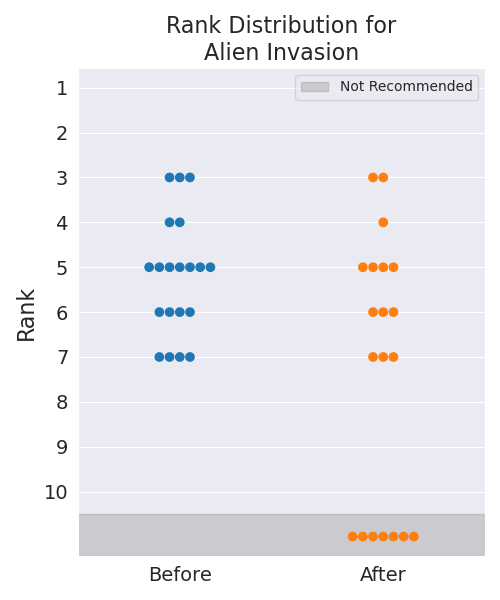 Rank Distribution for
Alien Invasion
Not Recommended
1
2
3
4
5
6
7
8
9
10
Rank
Before After